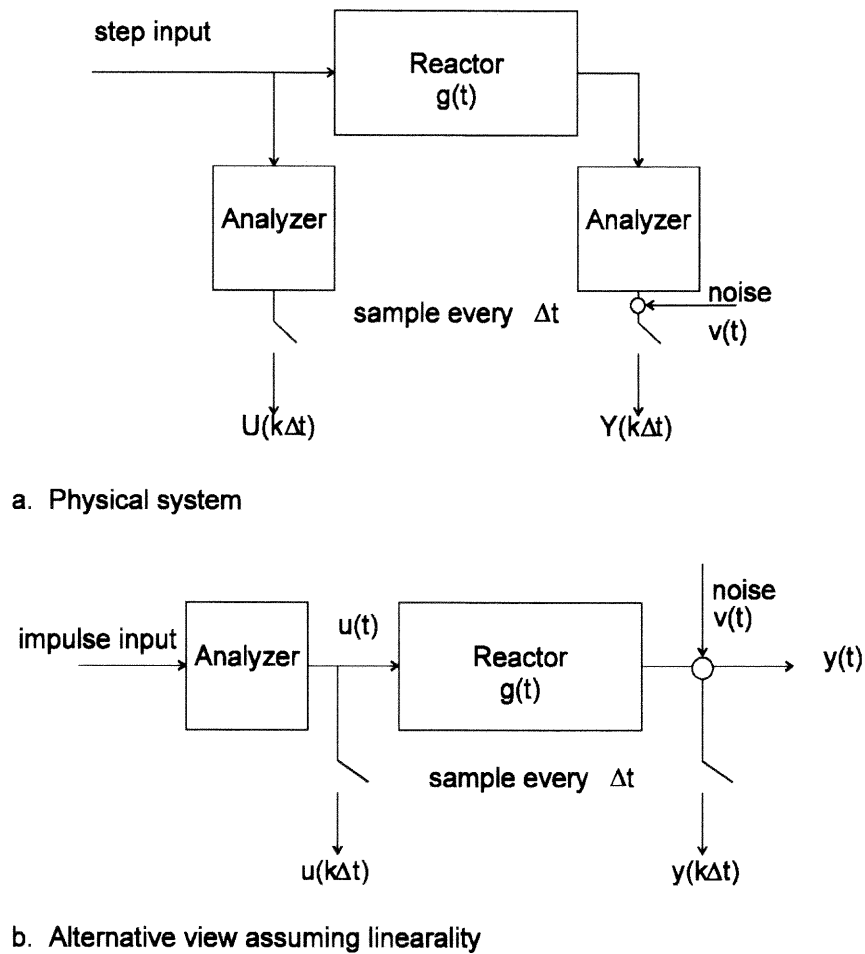 step input
Reactor
g(t)
Analyzer
Analyzer
sample every Δt
noise
v(t)
U(kΔt)
Y(kΔt)
a. Physical system
impulse input
Analyzer
u(t)
Reactor
g(t)
noise
v(t)
y(t)
sample every Δt
u(kΔt)
y(kΔt)
b. Alternative view assuming linearality